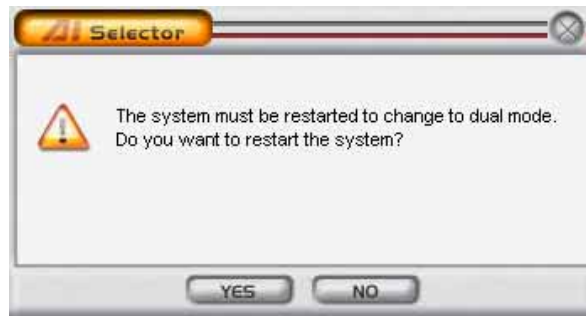 Ai Selector
The system must be restarted to change to dual mode.
Do you want to restart the system?
YES NO